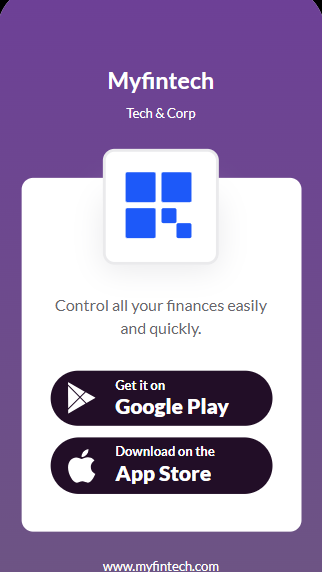 Myfintech
Tech & Corp
Control all your finances easily
and quickly.
Get it on
Google Play
Download on the
App Store
www.myfintech.com